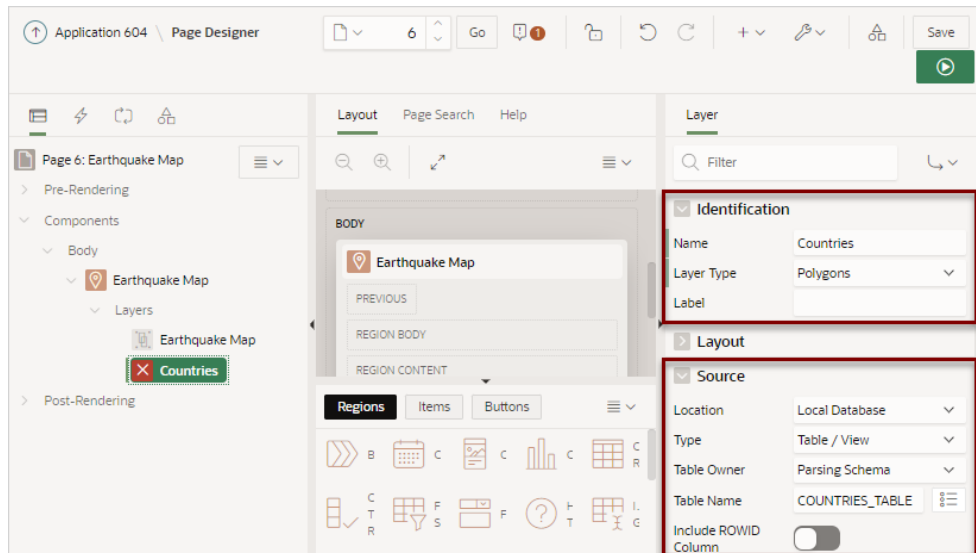 Application 604 \ Page Designer
6
Go
1
Save
Layout Page Search Help
Layer
Page 6: Earthquake Map
Filter
Pre-Rendering
Components
Body
Earthquake Map
Layers
Earthquake Map
Countries
Post-Rendering
BODY
Earthquake Map
PREVIOUS
REGION BODY
REGION CONTENT
Regions Items Buttons
B
C
C
C
C
R
C
T
R
F
S
F
H
T
I.
G
Identification
Name Countries
Layer Type Polygons
Label
Layout
Source
Location Local Database
Type Table / View
Table Owner Parsing Schema
Table Name COUNTRIES_TABLE
Include ROWID
Column